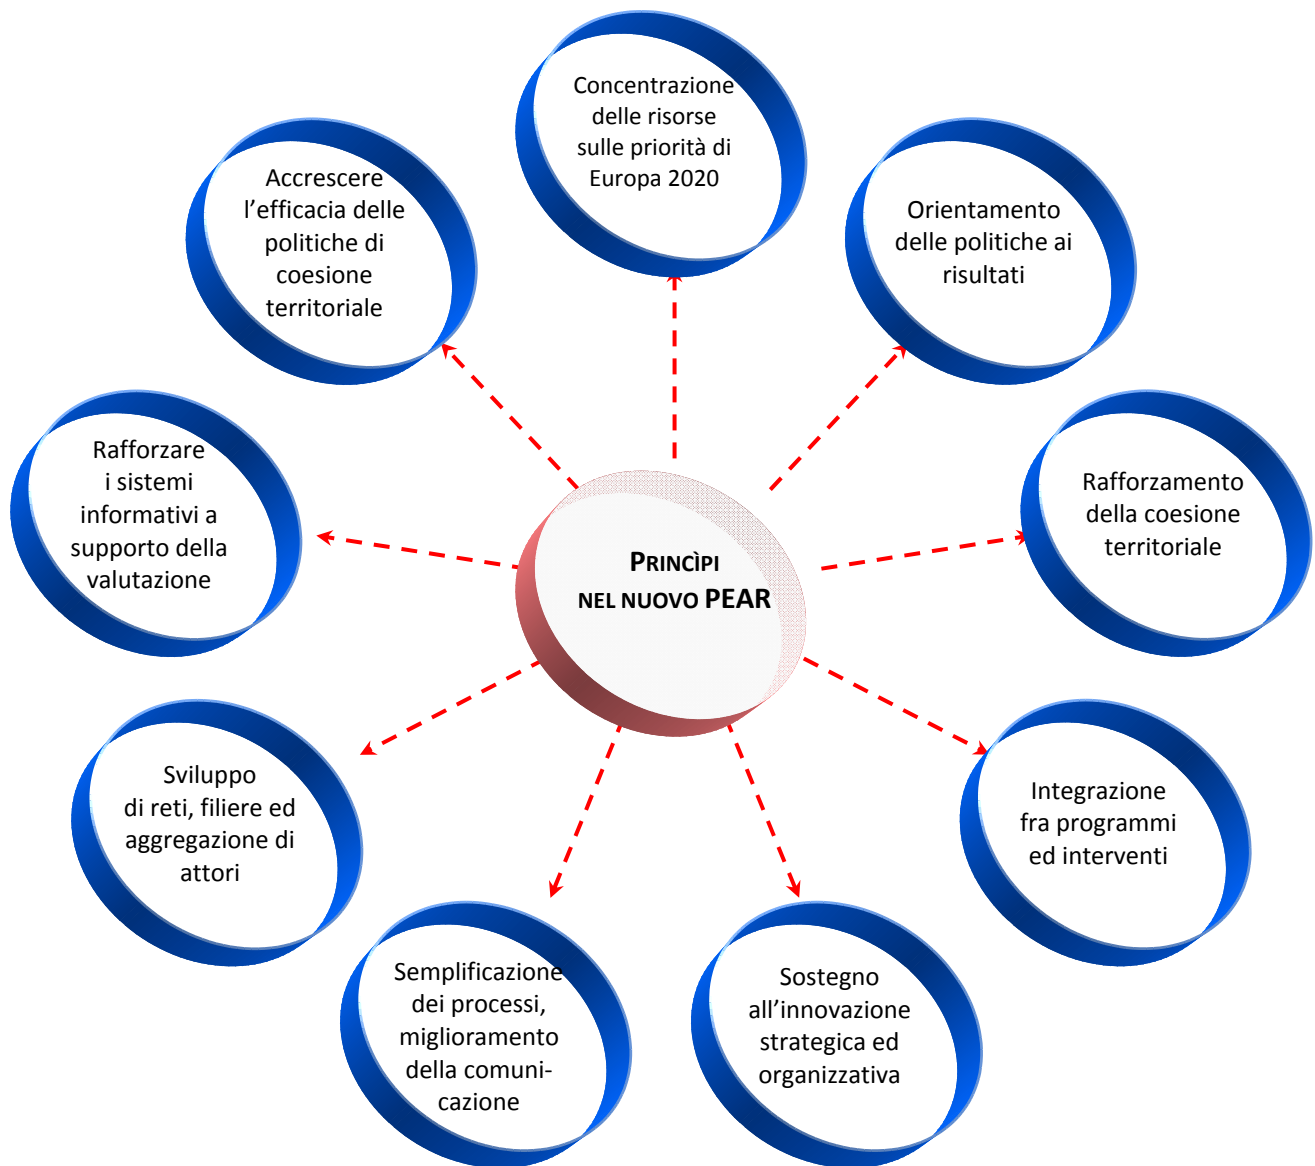 Concentrazione
delle risorse
sulle priorità di
Europa 2020
Accrescere
l’efficacia delle
politiche di
coesione
territoriale
Orientamento
delle politiche ai
risultati
Rafforzare
i sistemi
informativi a
supporto della
valutazione
Rafforzamento
della coesione
territoriale
PRINCÌPI
NEL NUOVO PEAR
Sviluppo
di reti, filiere ed
aggregazione di
attori
Integrazione
fra programmi
ed interventi
Semplificazione
dei processi,
miglioramento
della comuni-
cazione
Sostegno
all’innovazione
strategica ed
organizzativa